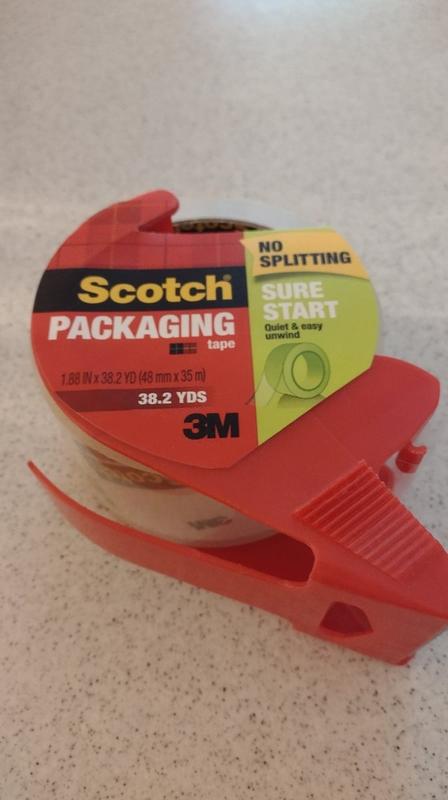 NO
SPLITTING
Scotch®
PACKAGING
tape
SURE
START
Quiet & easy
unwind
1.88 IN x 38.2 YD (48 mm x 35 m)
38.2 YDS
3M
3M